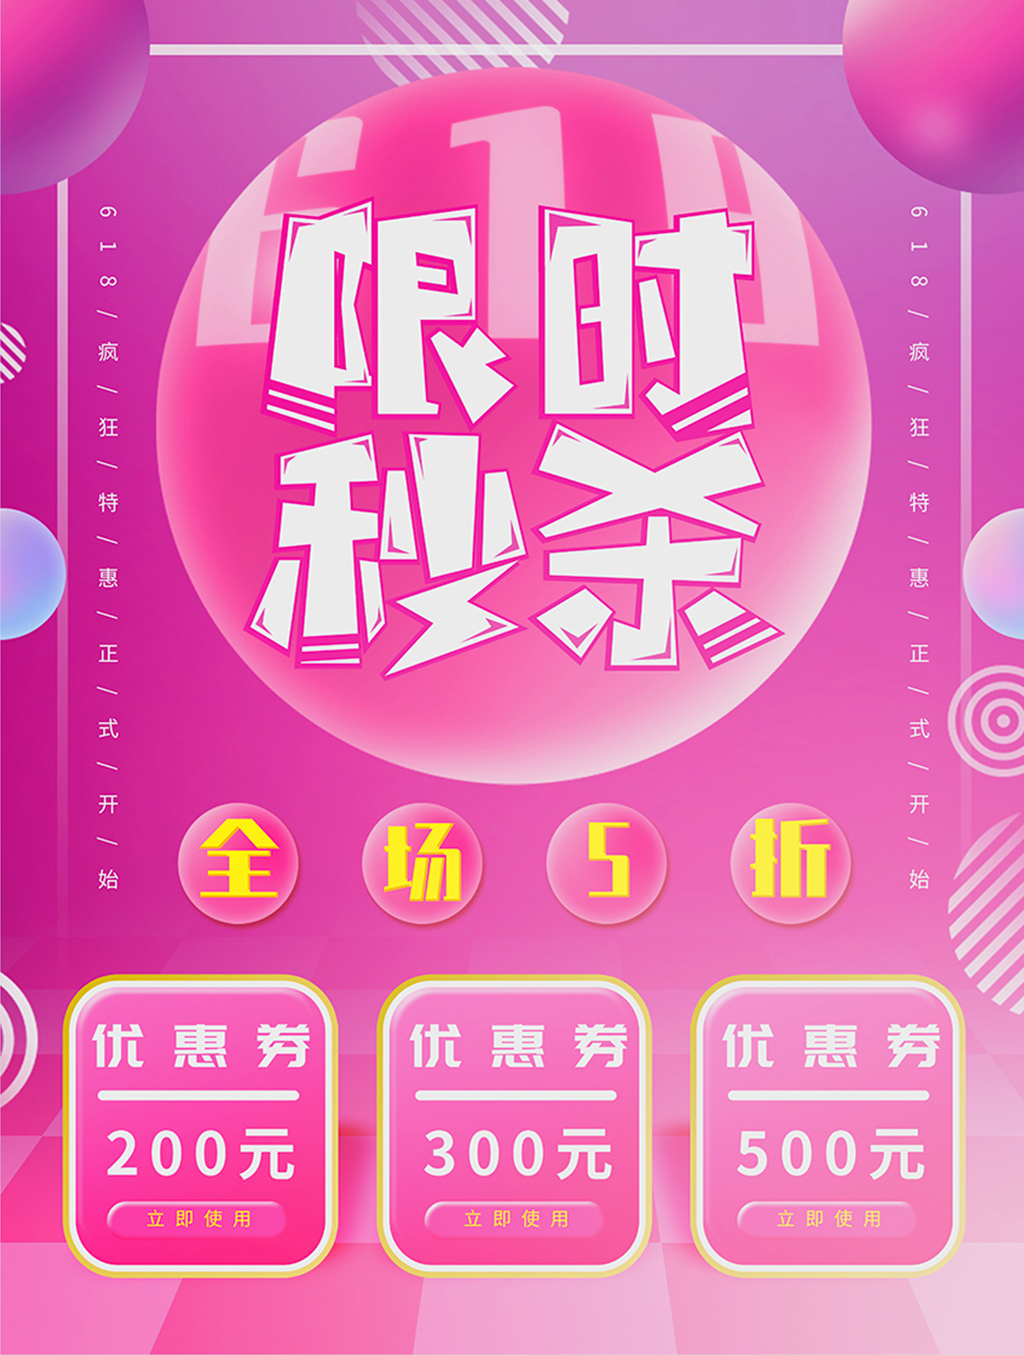 618
限时
秒杀
618/疯/狂/特/惠/正/式/开/始
618/疯/狂/特/惠/正/式/开/始
全场5折
优惠券
200元
立即使用
优惠券
300元
立即使用
优惠券
500元
立即使用